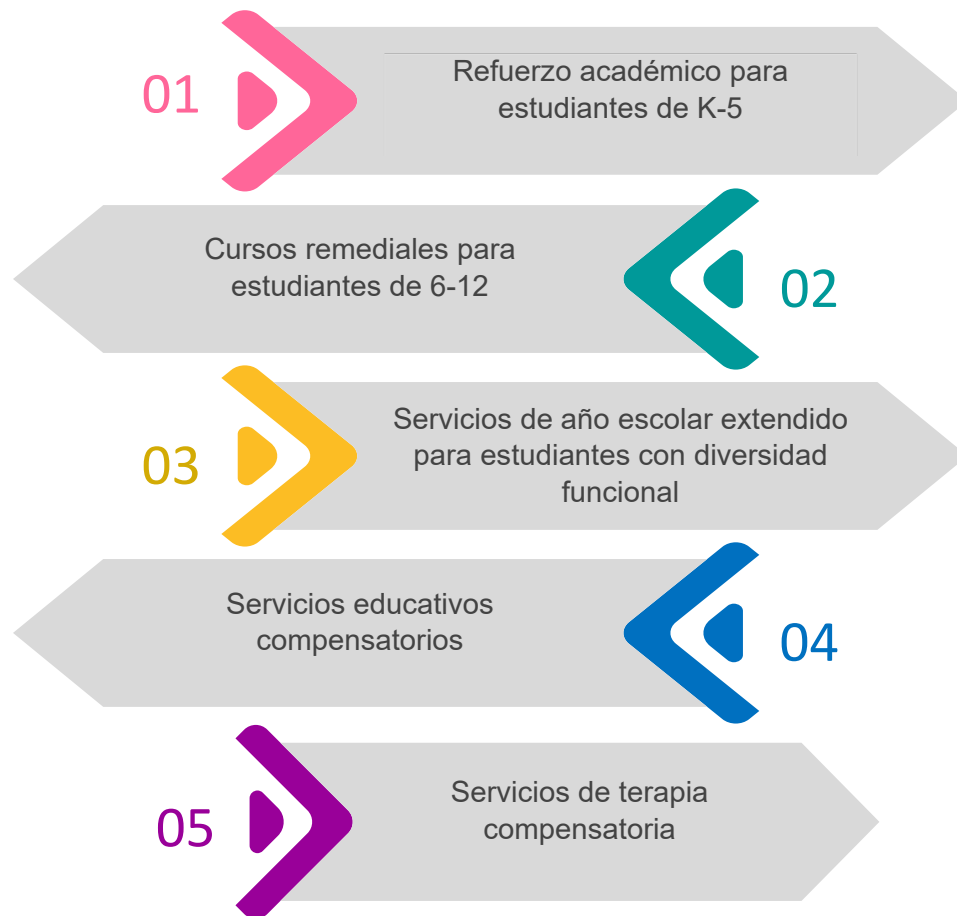 01
Refuerzo académico para
estudiantes de K-5
Cursos remediales para
estudiantes de 6-12
02
03
Servicios de año escolar extendido
para estudiantes con diversidad
funcional
Servicios educativos
compensatorios
04
05
Servicios de terapia
compensatoria